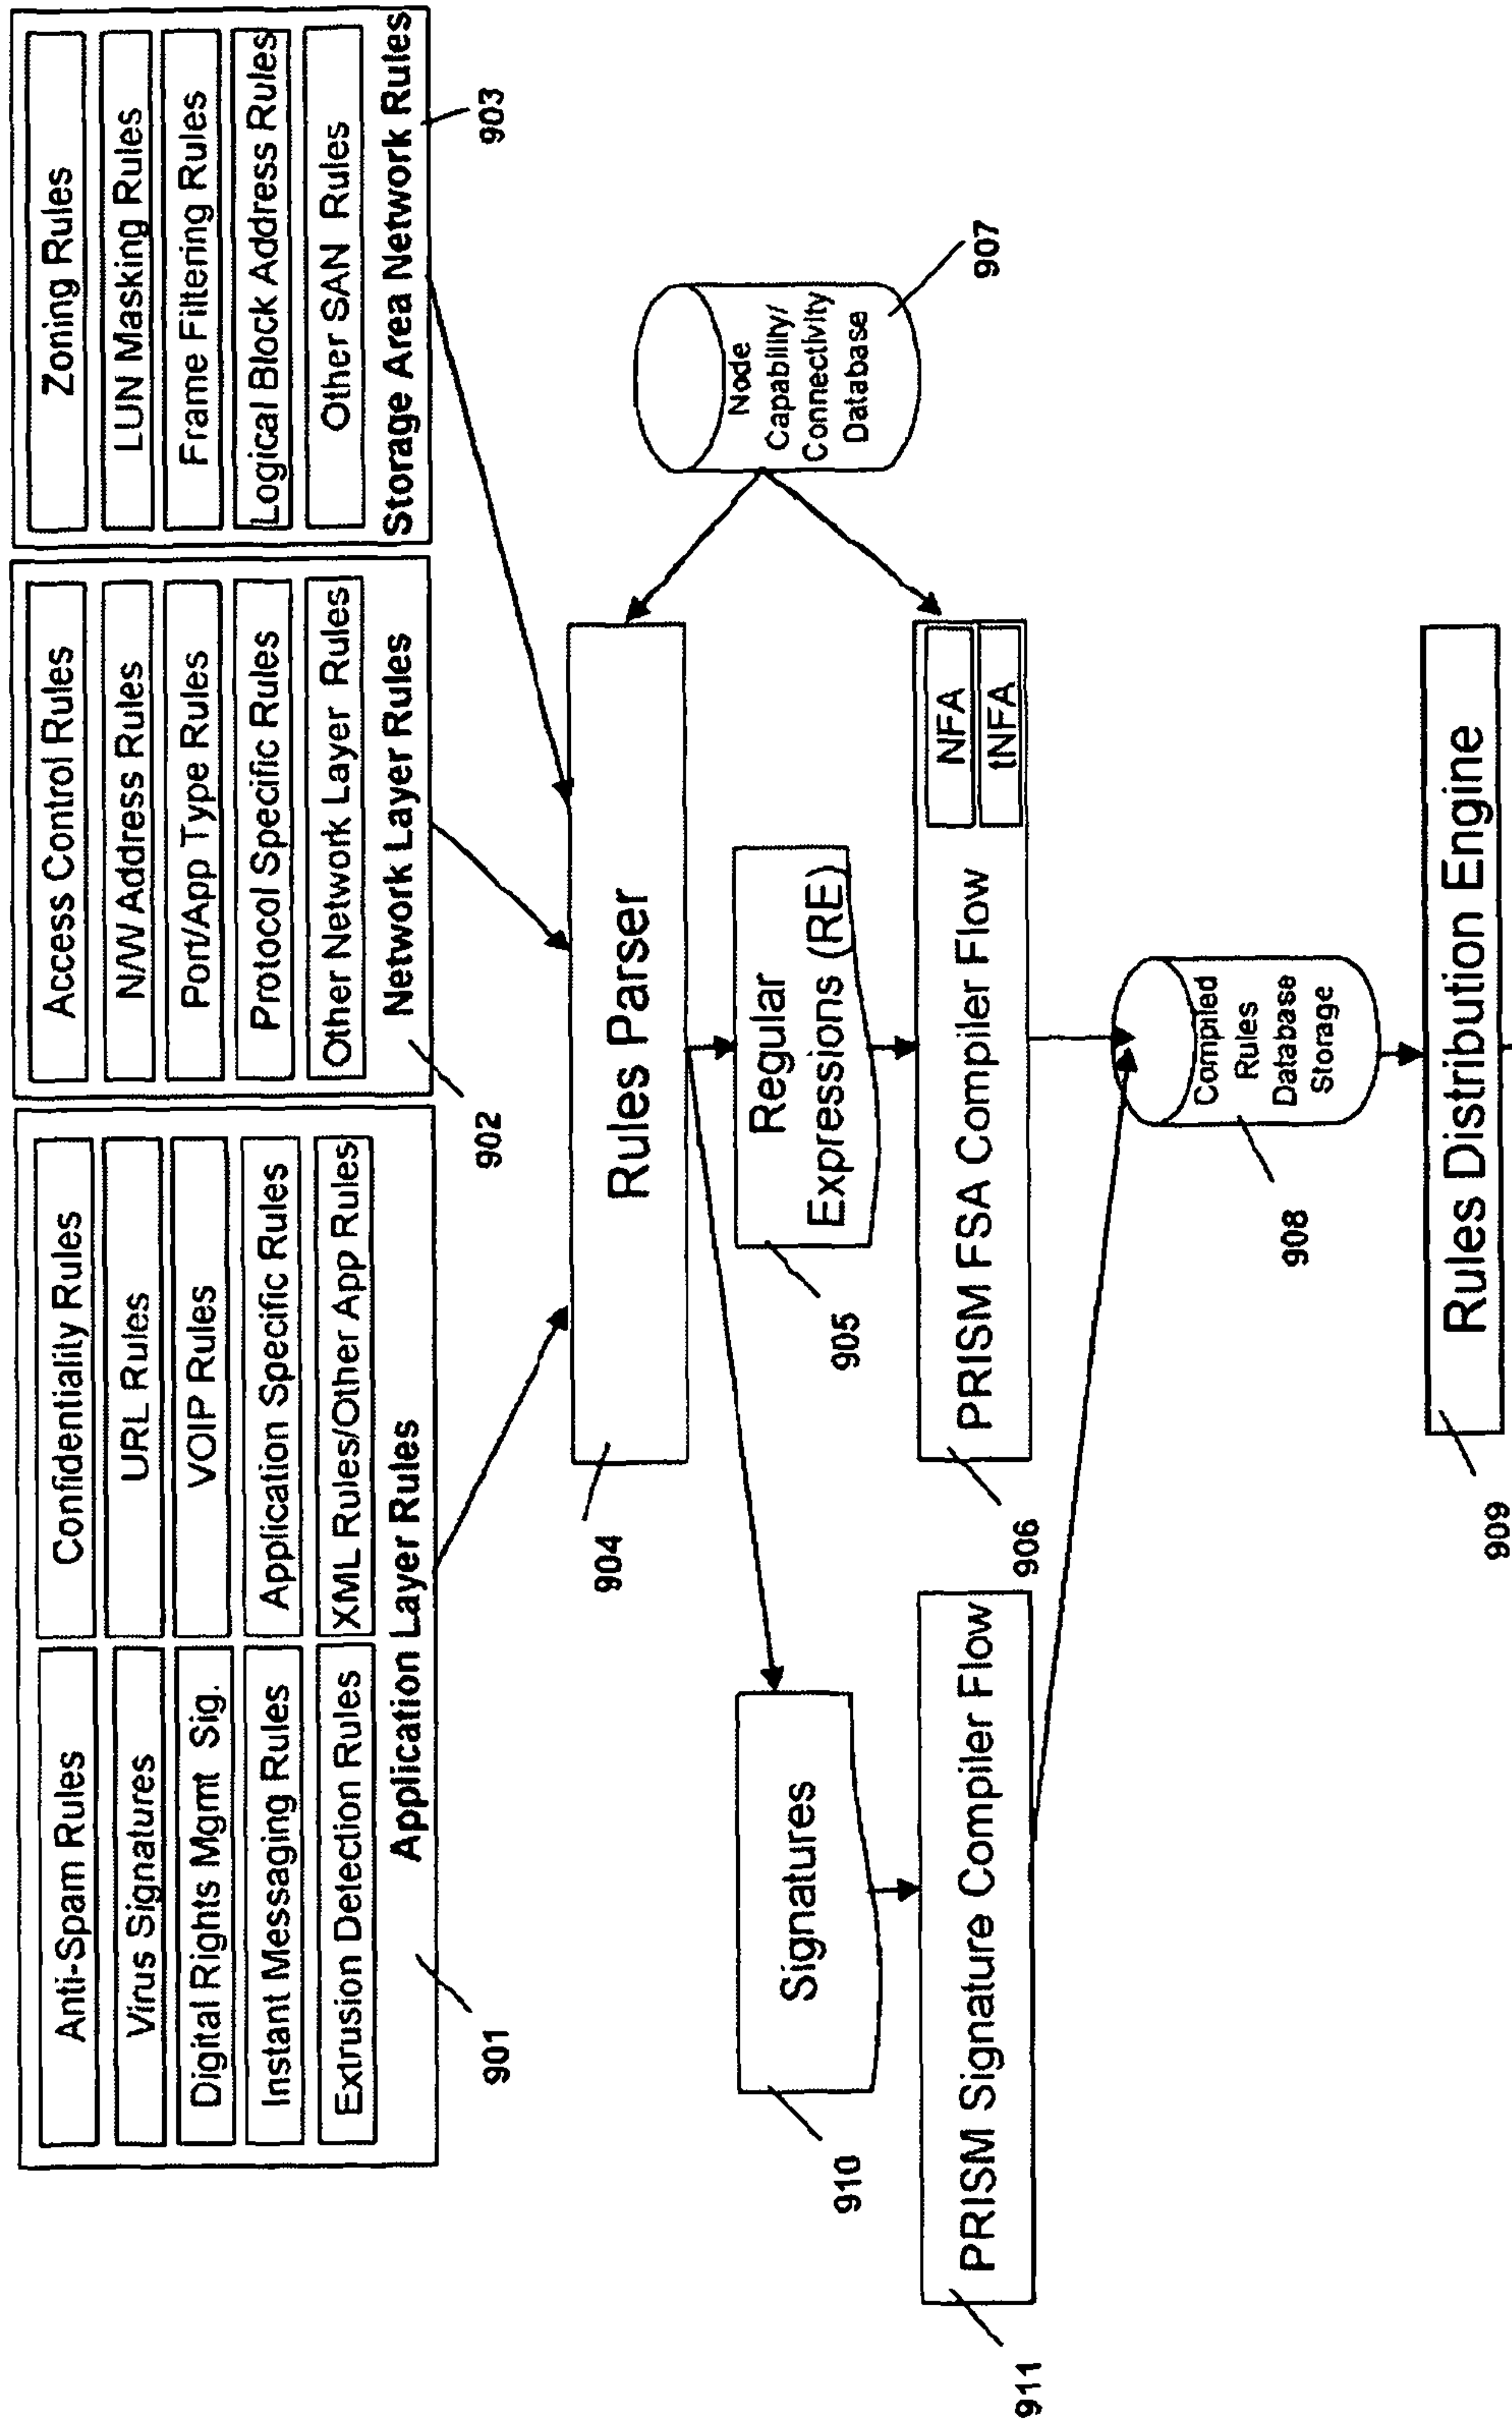 Anti-Spam Rules
Confidentiality Rules
Virus Signatures
URL Rules
Digital Rights Mgmt Sig.
VOIP Rules
Instant Messaging Rules
Application Specific Rules
Extrusion Detection Rules
XML Rules/Other App Rules
Application Layer Rules
901
Access Control Rules
N/W Address Rules
Port/App Type Rules
Protocol Specific Rules
Other Network Layer Rules
Network Layer Rules
902
Zoning Rules
LUN Masking Rules
Frame Filtering Rules
Logical Block Address Rules
Other SAN Rules
Storage Area Network Rules
903
Rules Parser
904
Node
Capability/
Connectivity
Database
907
Signatures
910
Regular
Expressions (RE)
905
PRISM Signature Compiler Flow
911
PRISM FSA Compiler Flow
NFA
tNFA
906
Compiled
Rules
Database
Storage
908
Rules Distribution Engine
909